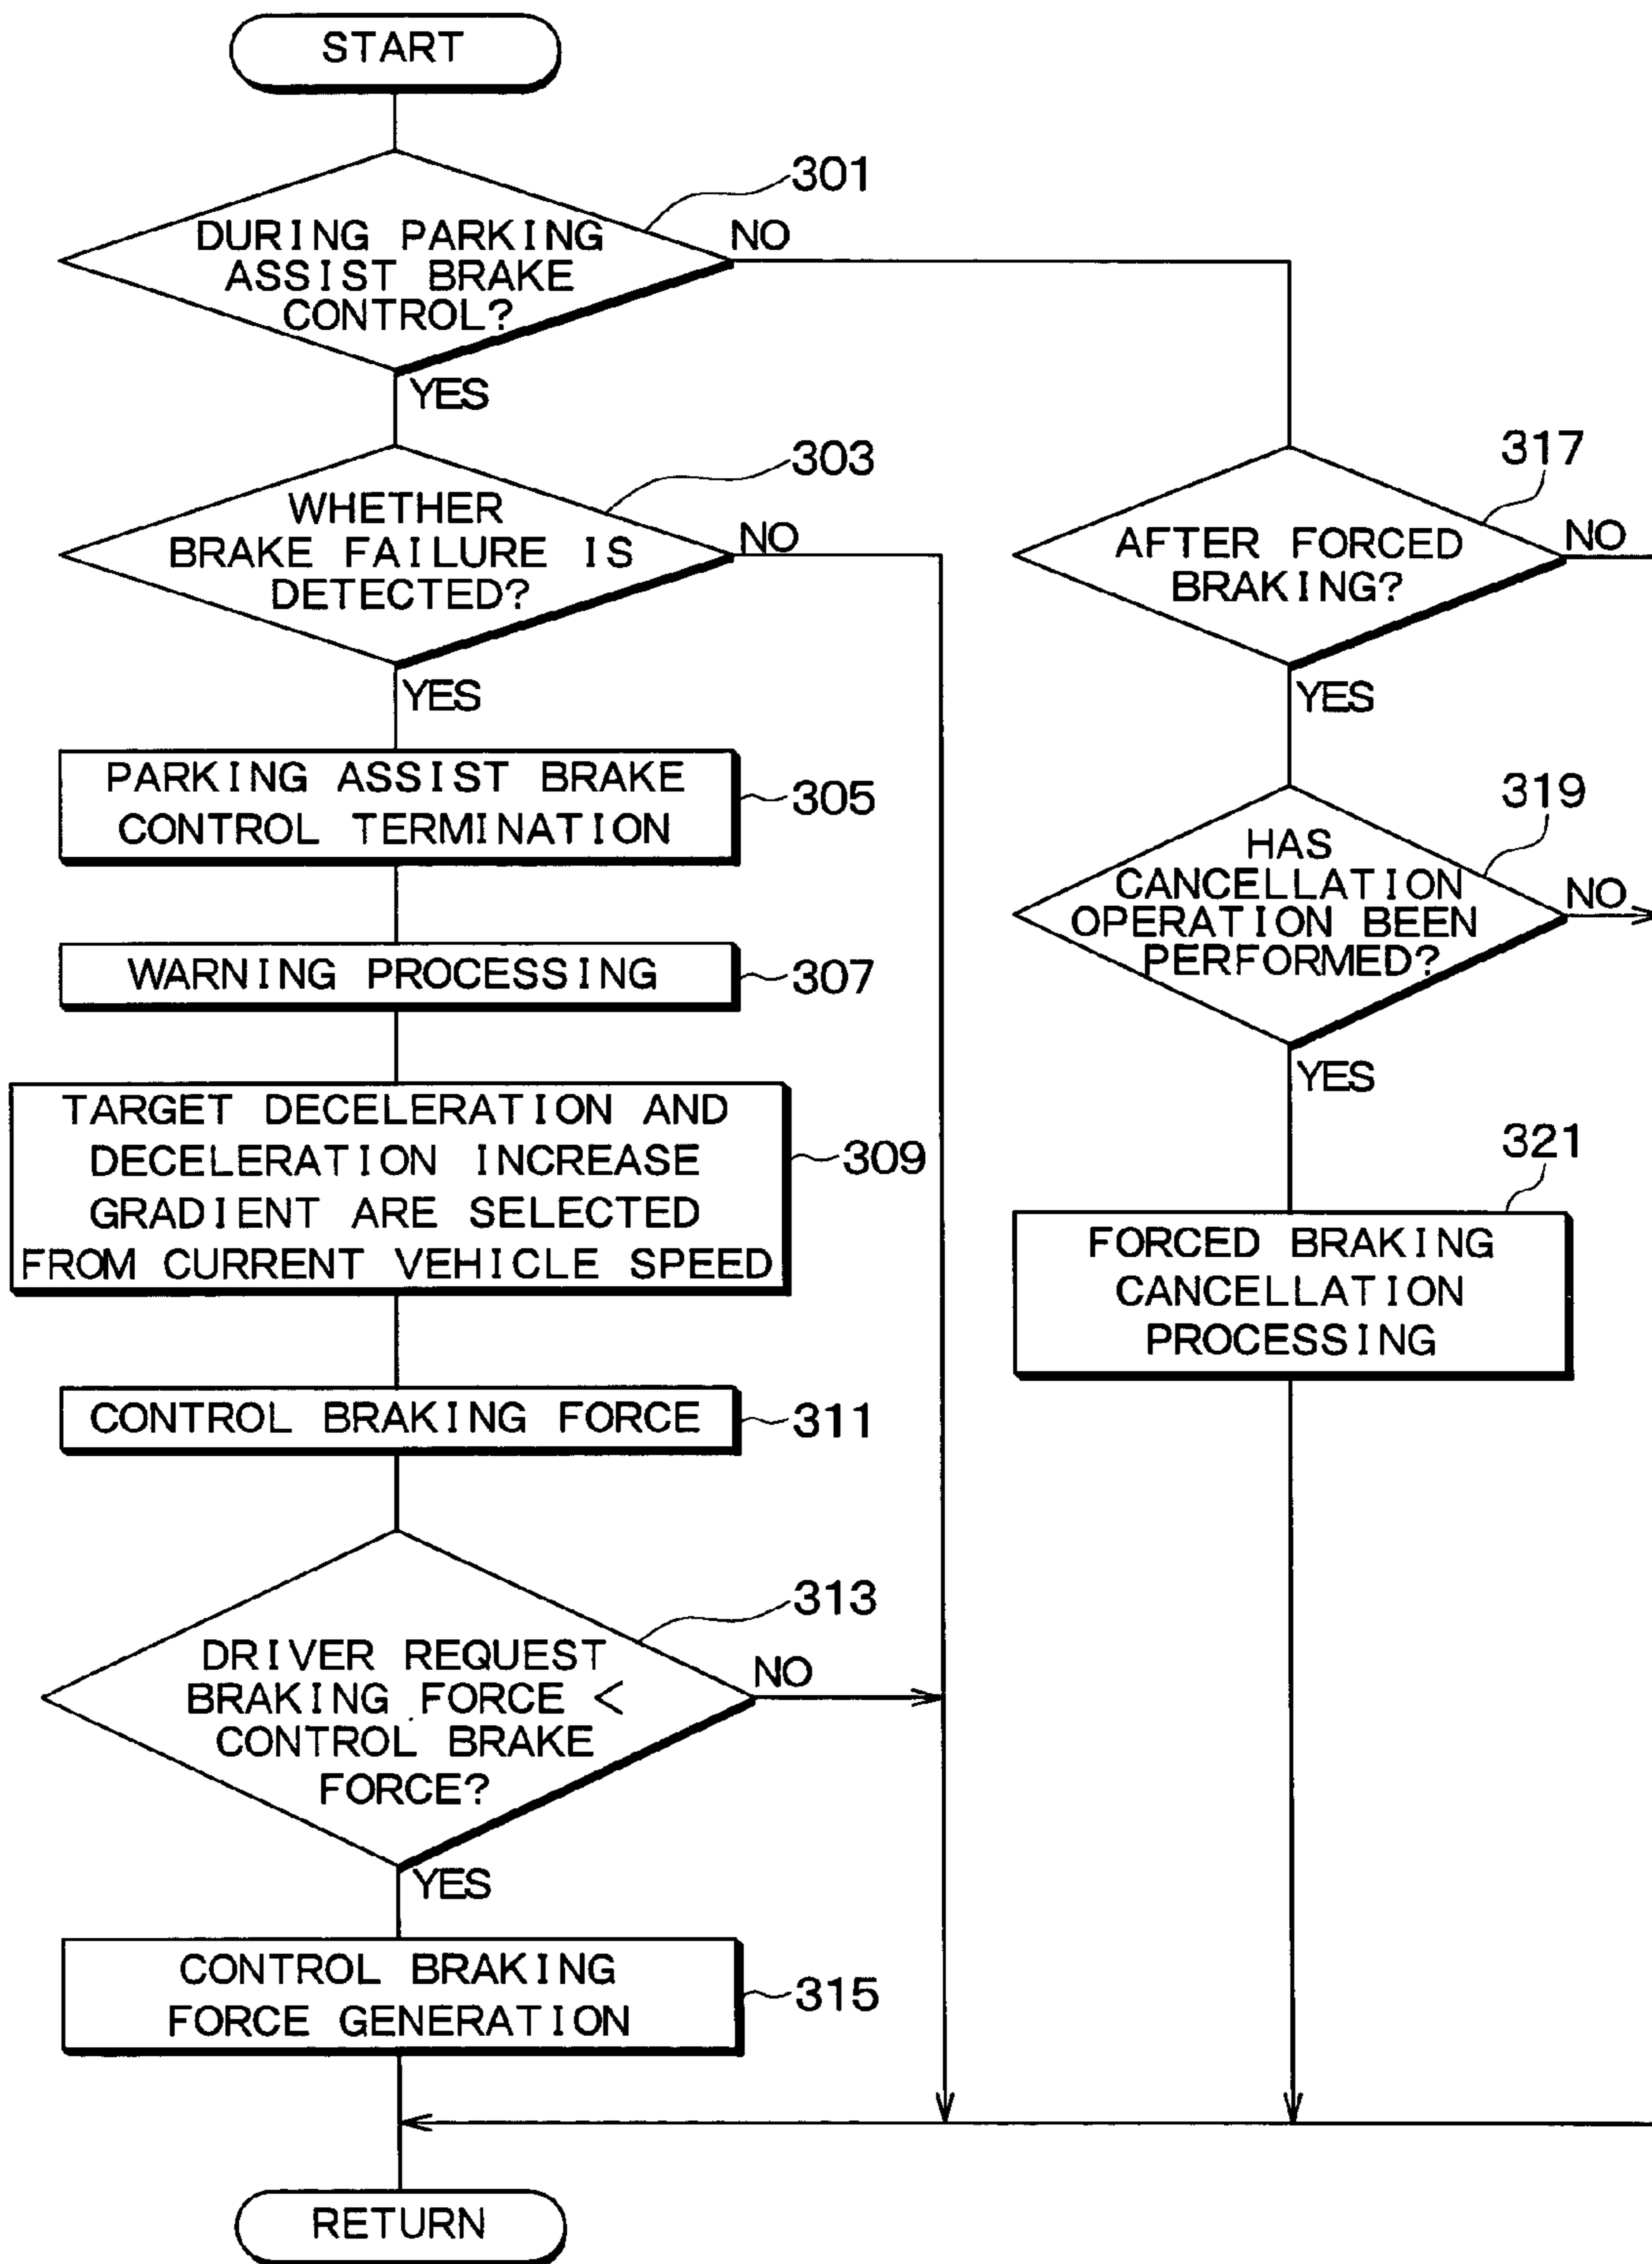 START
301
DURING PARKING
ASSIST BRAKE
CONTROL?
NO
YES
303
WHETHER
BRAKE FAILURE IS
DETECTED?
NO
YES
PARKING ASSIST BRAKE
CONTROL TERMINATION
305
WARNING PROCESSING
307
TARGET DECELERATION AND
DECELERATION INCREASE
GRADIENT ARE SELECTED
FROM CURRENT VEHICLE SPEED
309
CONTROL BRAKING FORCE
311
313
DRIVER REQUEST
BRAKING FORCE <
CONTROL BRAKE
FORCE?
NO
YES
CONTROL BRAKING
FORCE GENERATION
315
RETURN
317
AFTER FORCED
BRAKING?
NO
YES
319
HAS
CANCELLATION
OPERATION BEEN
PERFORMED?
NO
YES
321
FORCED BRAKING
CANCELLATION
PROCESSING